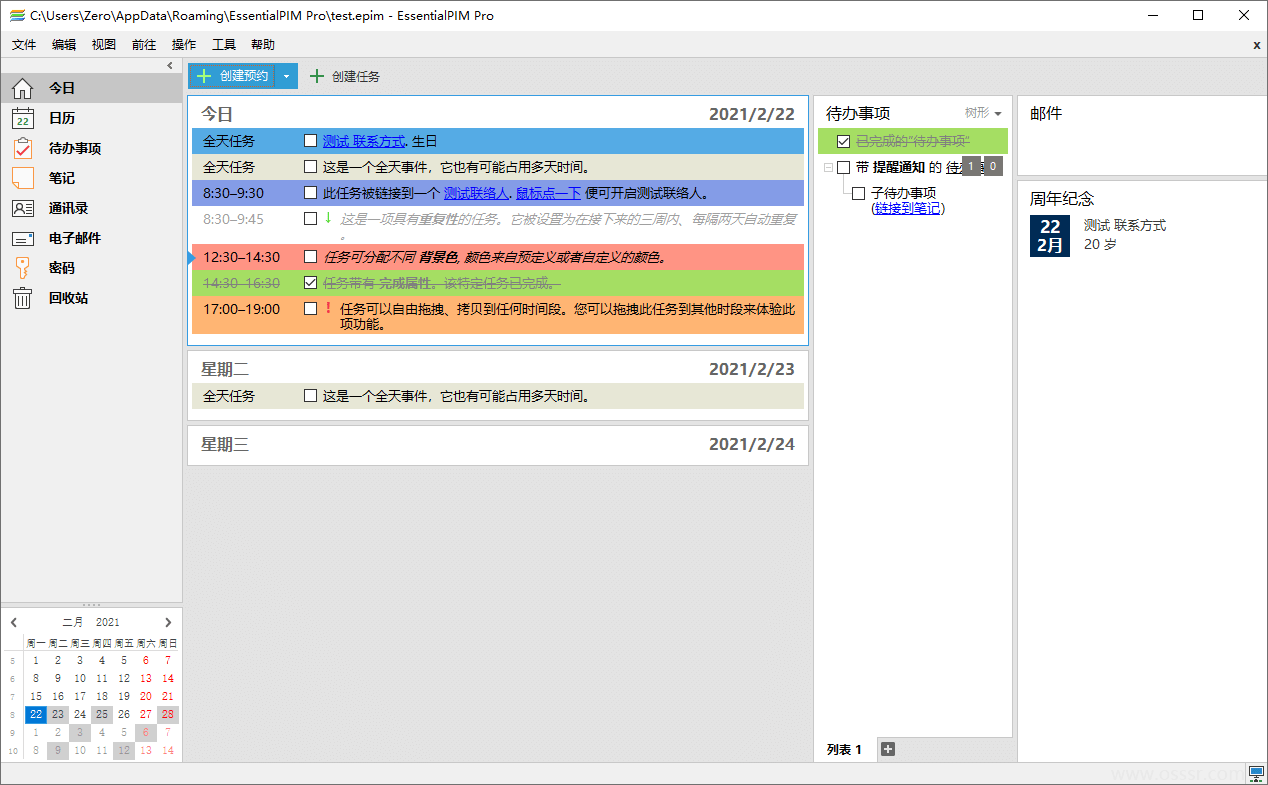 C:\Users\Zero\AppData\Roaming\EssentialPIM Pro\test.epim - EssentialPIM Pro
文件 编辑 视图 前往 操作 工具 帮助
x
今日
日历
22
待办事项
笔记
通讯录
电子邮件
密码
回收站
二月 2021
周一 周二 周三 周四 周五 周六 周日
5 1 2 3 4 5 6 7
6 8 9 10 11 12 13 14
7 15 16 17 18 19 20 21
8 22 23 24 25 26 27 28
9 1 2 3 4 5 6 7
10 8 9 10 11 12 13 14
创建预约 创建任务
今日 2021/2/22
全天任务 测试 联系方式. 生日
全天任务 这是一个全天事件，它也有可能占用多天时间。
8:30–9:30 此任务被链接到一个 测试联络人. 鼠标点一下 便可开启测试联络人。
8:30–9:45 这是一项具有重复性的任务。它被设置为在接下来的三周内、每隔两天自动重复
。
12:30–14:30 任务可分配不同 背景色, 颜色来自预定义或者自定义的颜色。
14:30–16:30 任务带有 完成属性。该特定任务已完成。
17:00–19:00 ! 任务可以自由拖拽、拷贝到任何时间段。您可以拖拽此任务到其他时段来体验此
项功能。
星期二 2021/2/23
全天任务 这是一个全天事件，它也有可能占用多天时间。
星期三 2021/2/24
待办事项 树形
已完成的“待办事项”
带 提醒通知 的 待 1 0
子待办事项
(链接到笔记)
列表 1
邮件
周年纪念
22 测试 联系方式
2月 20 岁
www.osssr.com